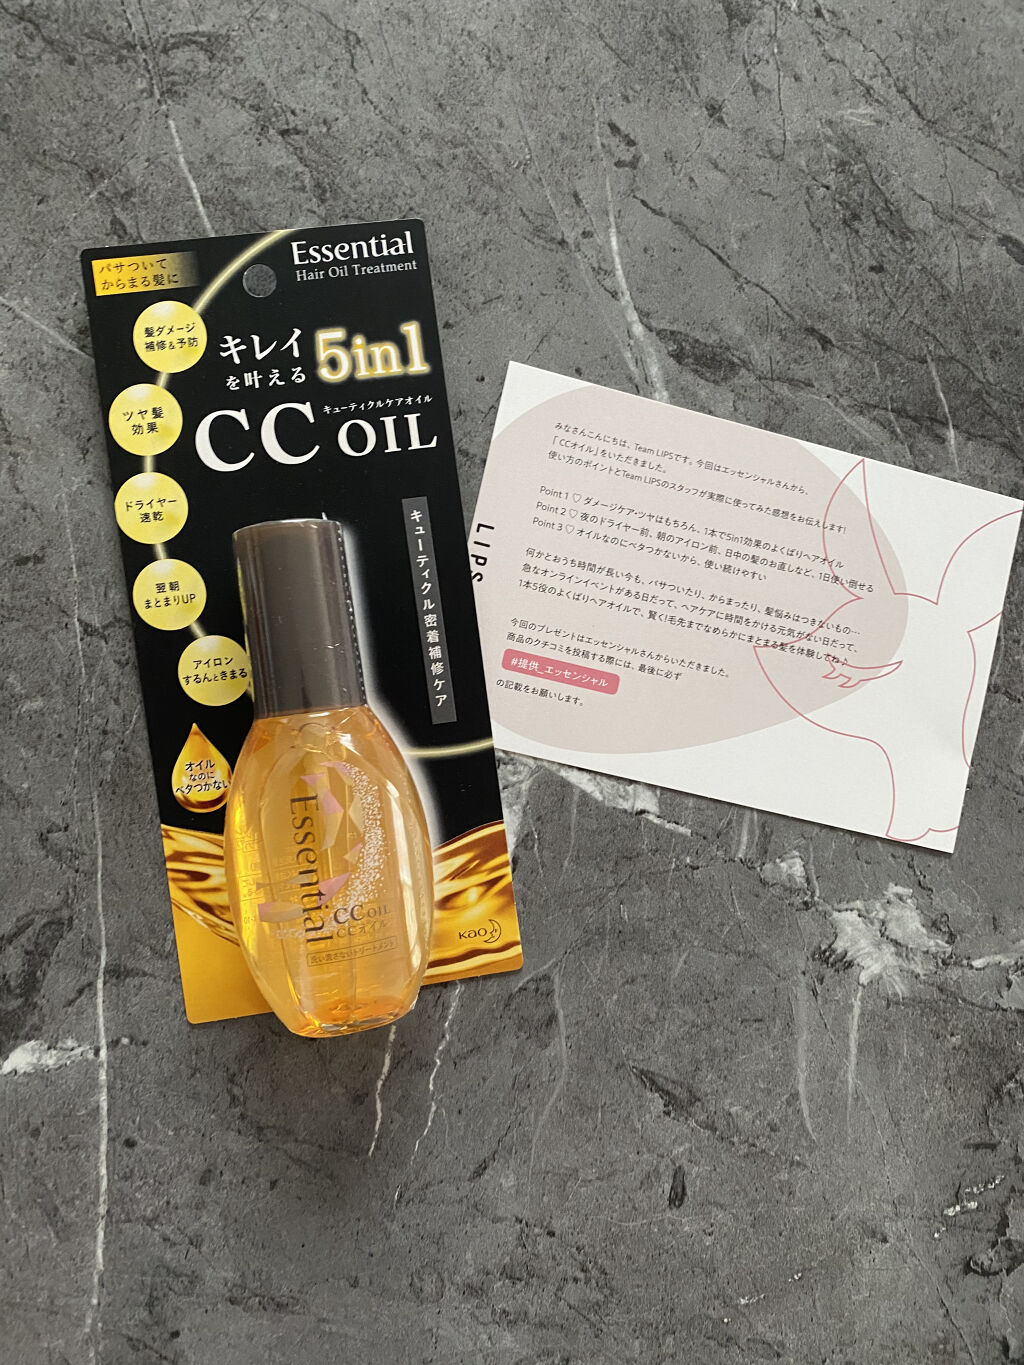 パサついて
からまる髪に
Essential
Hair Oil Treatment
髪ダメージ
補修&予防
キレイ
を叶える
5in1
ツヤ髪
効果
キューティクルケアオイル
CC OIL
ドライヤー
速乾
キューティクル密着補修ケア
翌朝
まとまりUP
アイロン
するんときまる
オイル
なのに
ベタつかない
Essential
CC OIL
CCオイル
洗い流さないトリートメント
Kao
LIPS
みなさんこんにちは、Team LIPSです。今回はエッセンシャルさんから、
「CCオイル」をいただきました。
使い方のポイントとTeam LIPSのスタッフが実際に使ってみた感想をお伝えします!
Point 1 ♡ ダメージケア・ツヤはもちろん、1本で5in1効果のよくばりヘアオイル
Point 2 ♡ 夜のドライヤー前、朝のアイロン前、日中の髪のお直しなど、1日使い倒せる
Point 3 ♡ オイルなのにベタつかないから、使い続けやすい
何かとおうち時間が長い今も、パサついたり、からまったり、髪悩みはつきないもの…
急なオンラインイベントがある日だって、ヘアケアに時間をかける元気がない日だって、
1本5役のよくばりヘアオイルで、賢く!毛先までなめらかにまとまる髪を体験してね♪
今回のプレゼントはエッセンシャルさんからいただきました。
商品のクチコミを投稿する際には、最後に必ず
#提供_エッセンシャル
の記載をお願いします。